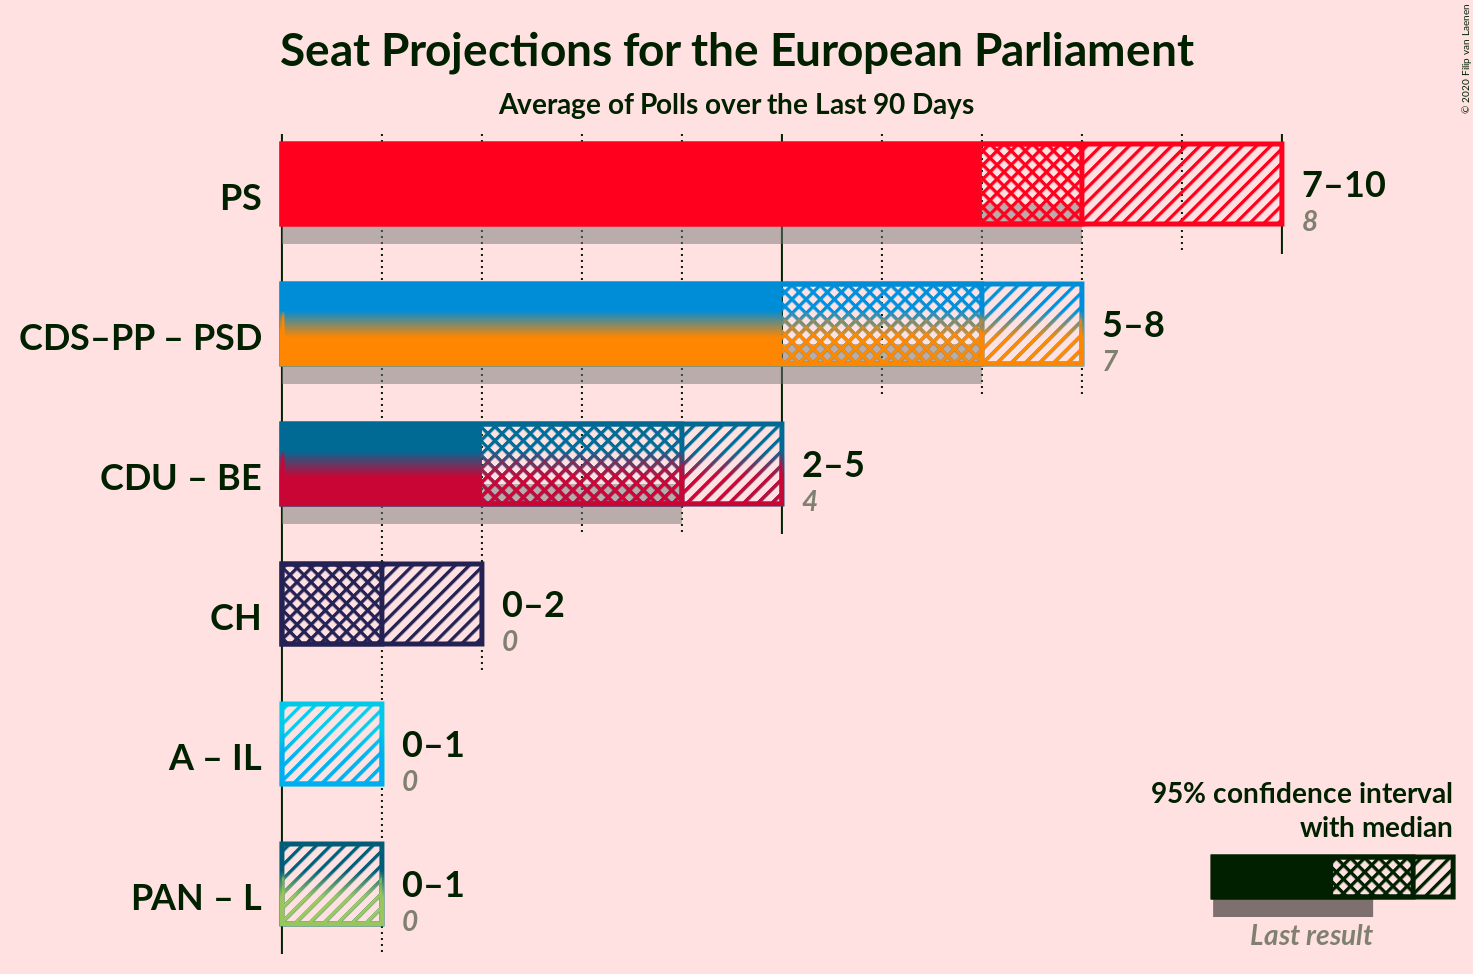 Seat Projections for the European Parliament
Average of Polls over the Last 90 Days
© 2020 Filip van Laenen
PS
7–10
8
CDS–PP – PSD
5–8
7
CDU – BE
2–5
4
CH
0–2
0
A – IL
0–1
0
PAN – L
0–1
0
95% confidence interval
with median
Last result